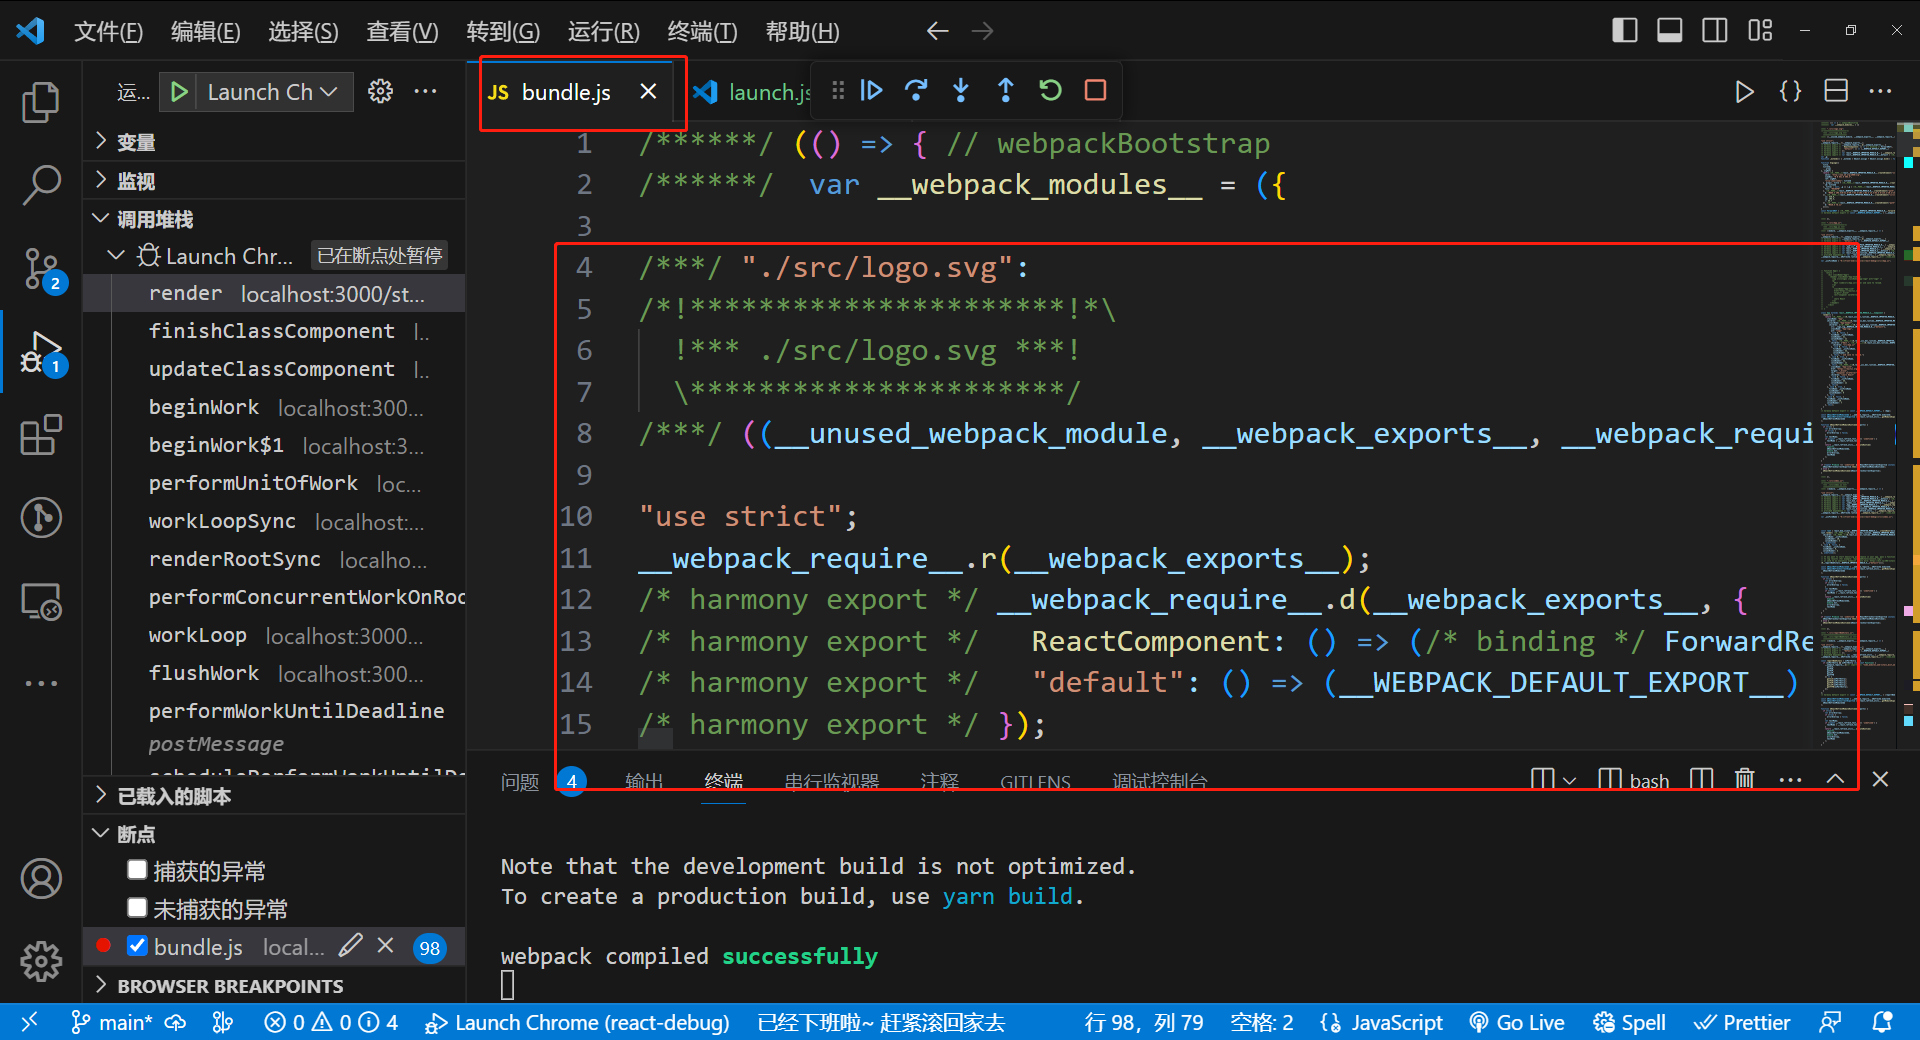 文件(F) 编辑(E) 选择(S) 查看(V) 转到(G) 运行(R) 终端(T) 帮助(H)
运... Launch Ch
JS bundle.js
launch.js
变量
监视
调用堆栈
Launch Chr... 已在断点处暂停
render localhost:3000/st...
finishClassComponent l..
updateClassComponent l..
beginWork localhost:300...
beginWork$1 localhost:3...
performUnitOfWork loc...
workLoopSync localhost:...
renderRootSync localho...
performConcurrentWorkOnRoo
workLoop localhost:3000...
flushWork localhost:300...
performWorkUntilDeadline
postMessage
已载入的脚本
断点
捕获的异常
未捕获的异常
bundle.js local... 98
BROWSER BREAKPOINTS
2
1
1 /******/ (() => { // webpackBootstrap
2 /******/ var __webpack_modules__ = ({
3
4 /***/ "./src/logo.svg":
5 /*!**********************!*\
6 !*** ./src/logo.svg ***!
7 \**********************/
8 /***/ ((__unused_webpack_module, __webpack_exports__, __webpack_requi
9
10 "use strict";
11 __webpack_require__.r(__webpack_exports__);
12 /* harmony export */ __webpack_require__.d(__webpack_exports__, {
13 /* harmony export */ ReactComponent: () => (/* binding */ ForwardRe
14 /* harmony export */ "default": () => (__WEBPACK_DEFAULT_EXPORT__)
15 /* harmony export */ });
问题 4 输出 终端 串行监视器 注释 GITLENS 调试控制台 bash
Note that the development build is not optimized.
To create a production build, use yarn build.
webpack compiled successfully
main* 0 0 4 Launch Chrome (react-debug) 已经下班啦~ 赶紧滚回家去 行 98，列 79 空格: 2 JavaScript Go Live Spell Prettier